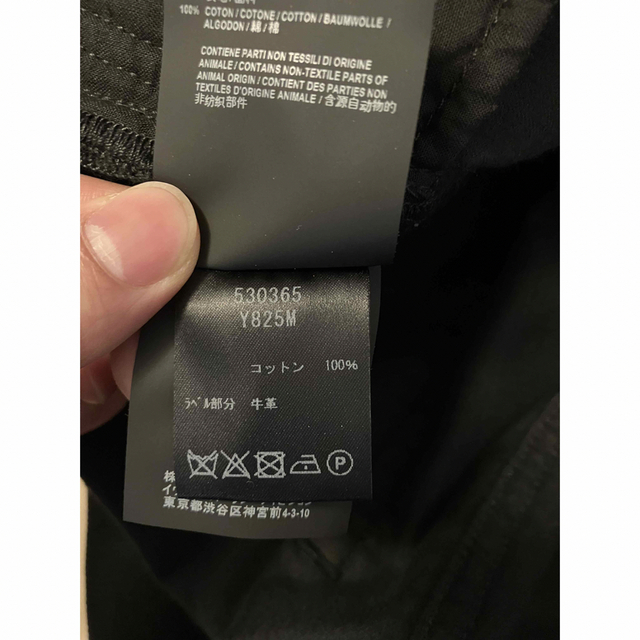 100% COTON/COTONE/COTTON/BAUMWOLLE/
ALGODON/綿/棉
CONTIENE PARTI NON TESSILI DI ORIGINE
ANIMALE/CONTAINS NON-TEXTILE PARTS OF
ANIMAL ORIGIN/CONTIENT DES PARTIES NON
TEXTILES D'ORIGINE ANIMALE/含源自动物的
非纺织部件
530365
Y825M
コットン 100%
ﾗﾍﾞﾙ部分 牛革
P
株
イヴ
東京都渋谷区神宮前4-3-10